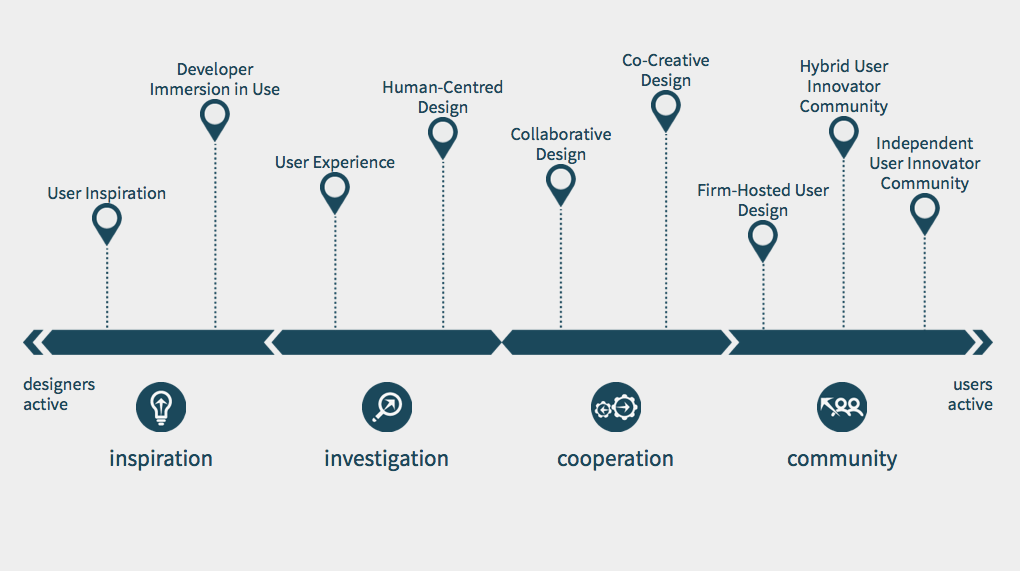 User Inspiration
Developer
Immersion in Use
User Experience
Human-Centred
Design
Collaborative
Design
Co-Creative
Design
Firm-Hosted User
Design
Hybrid User
Innovator
Community
Independent
User Innovator
Community
designers
active
users
active
inspiration
investigation
cooperation
community